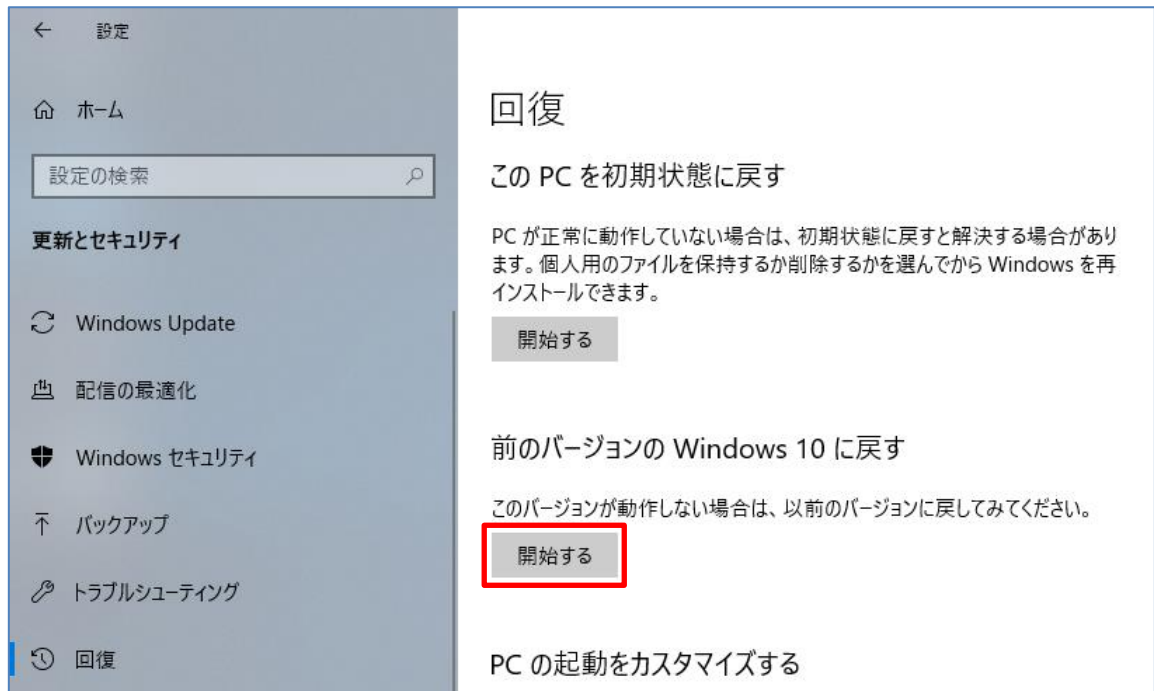 設定
ホーム
設定の検索
更新とセキュリティ
Windows Update
配信の最適化
Windows セキュリティ
バックアップ
トラブルシューティング
回復
回復
この PC を初期状態に戻す
PC が正常に動作していない場合は、初期状態に戻すと解決する場合があり
ます。個人用のファイルを保持するか削除するかを選んでから Windows を再
インストールできます。
開始する
前のバージョンの Windows 10 に戻す
このバージョンが動作しない場合は、以前のバージョンに戻してみてください。
開始する
PC の起動をカスタマイズする